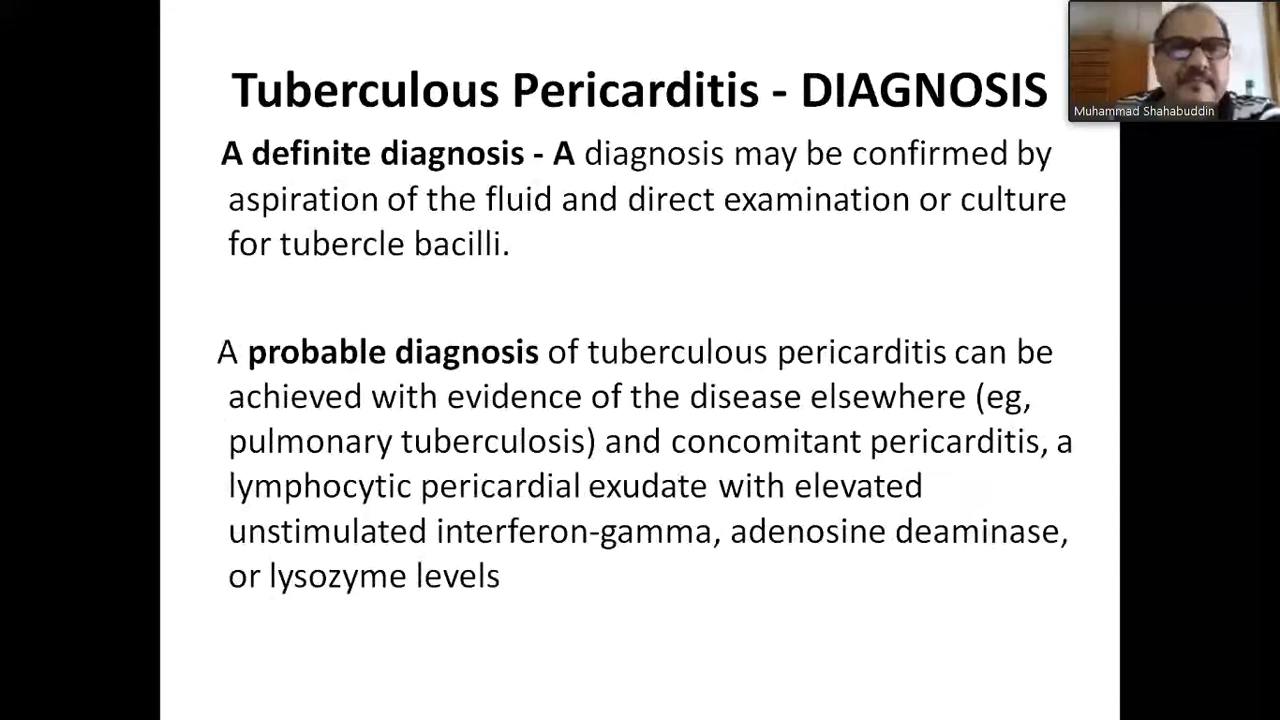 Tuberculous Pericarditis - DIAGNOSIS
Muhammad Shahabuddin
A definite diagnosis - A diagnosis may be confirmed by
aspiration of the fluid and direct examination or culture
for tubercle bacilli.
A probable diagnosis of tuberculous pericarditis can be
achieved with evidence of the disease elsewhere (eg,
pulmonary tuberculosis) and concomitant pericarditis, a
lymphocytic pericardial exudate with elevated
unstimulated interferon-gamma, adenosine deaminase,
or lysozyme levels